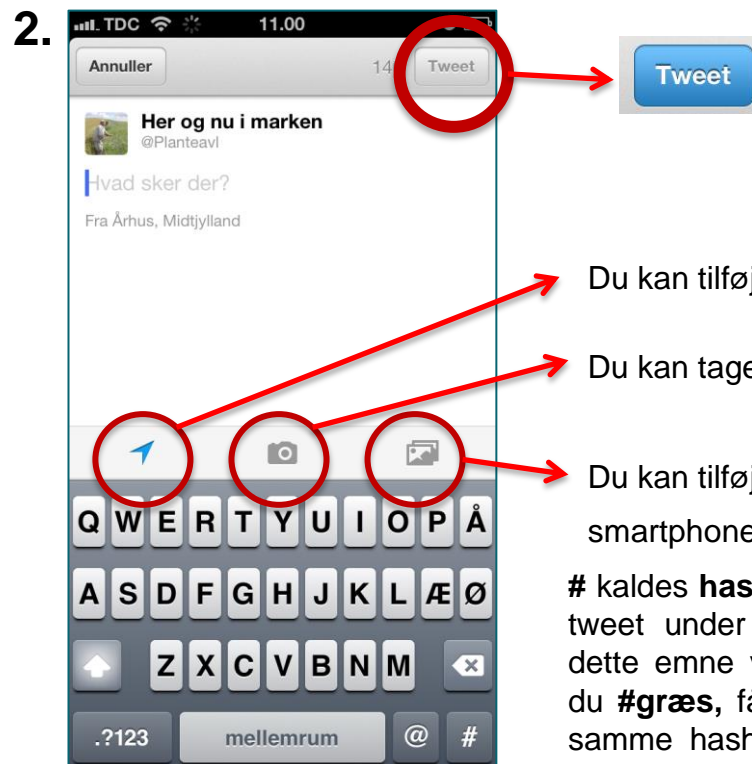 2.
TDC 11.00
Annuller 14 Tweet
Tweet
Her og nu i marken
@Planteavl
Hvad sker der?
Fra Århus, Midtjylland
Du kan tilføj
Du kan tage
Du kan tilføj
smartphone
# kaldes has
tweet under
dette emne v
du #græs, få
samme hash
Q W E R T Y U I O P Å
A S D F G H J K L Æ Ø
Z X C V B N M
.?123 mellemrum @ #